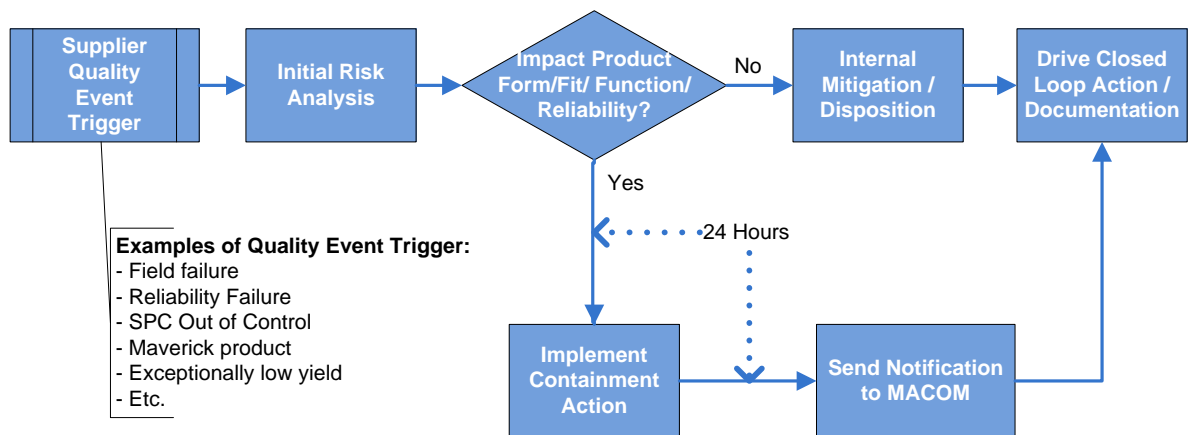 Supplier
Quality
Event
Trigger
Initial Risk
Analysis
Impact Product
Form/Fit/ Function/
Reliability?
No
Internal
Mitigation /
Disposition
Drive Closed
Loop Action /
Documentation
Yes
24 Hours
Examples of Quality Event Trigger:
- Field failure
- Reliability Failure
- SPC Out of Control
- Maverick product
- Exceptionally low yield
- Etc.
Implement
Containment
Action
Send Notification
to MACOM